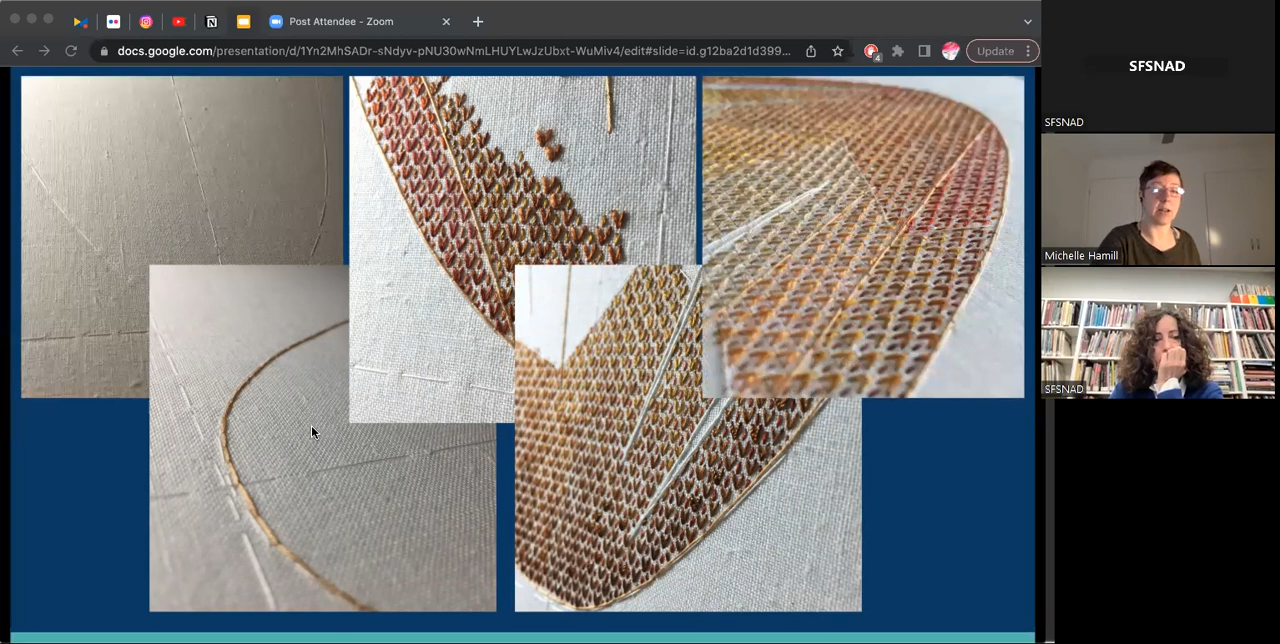 Post Attendee - Zoom
docs.google.com/presentation/d/1Yn2MhSADr-sNdyv-pNU30wNmLHUYLwJzUbxt-WuMiv4/edit#slide=id.g12ba2d1d399...
4
Update
SFSNAD
SFSNAD
Michelle Hamill
SFSNAD